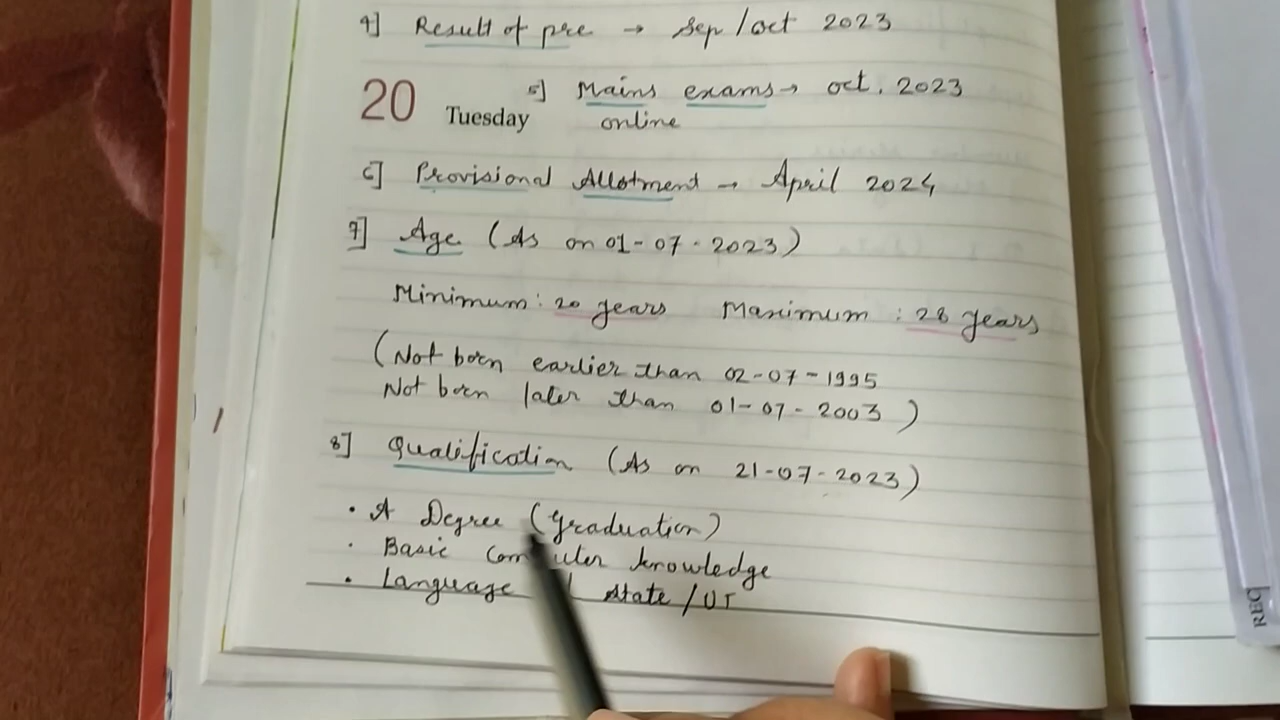 4] Result of pre → Sep/oct 2023
20 Tuesday
5] Mains exams → oct. 2023
online
6] Provisional Allotment → April 2024
7] Age (As on 01-07-2023)
Minimum: 20 years Maximum : 28 years
(Not born earlier than 02-07-1995
Not born later than 01-07-2003)
8] Qualification (As on 21-07-2023)
• A Degree (Graduation)
• Basic knowledge
• Language State/UT
REC